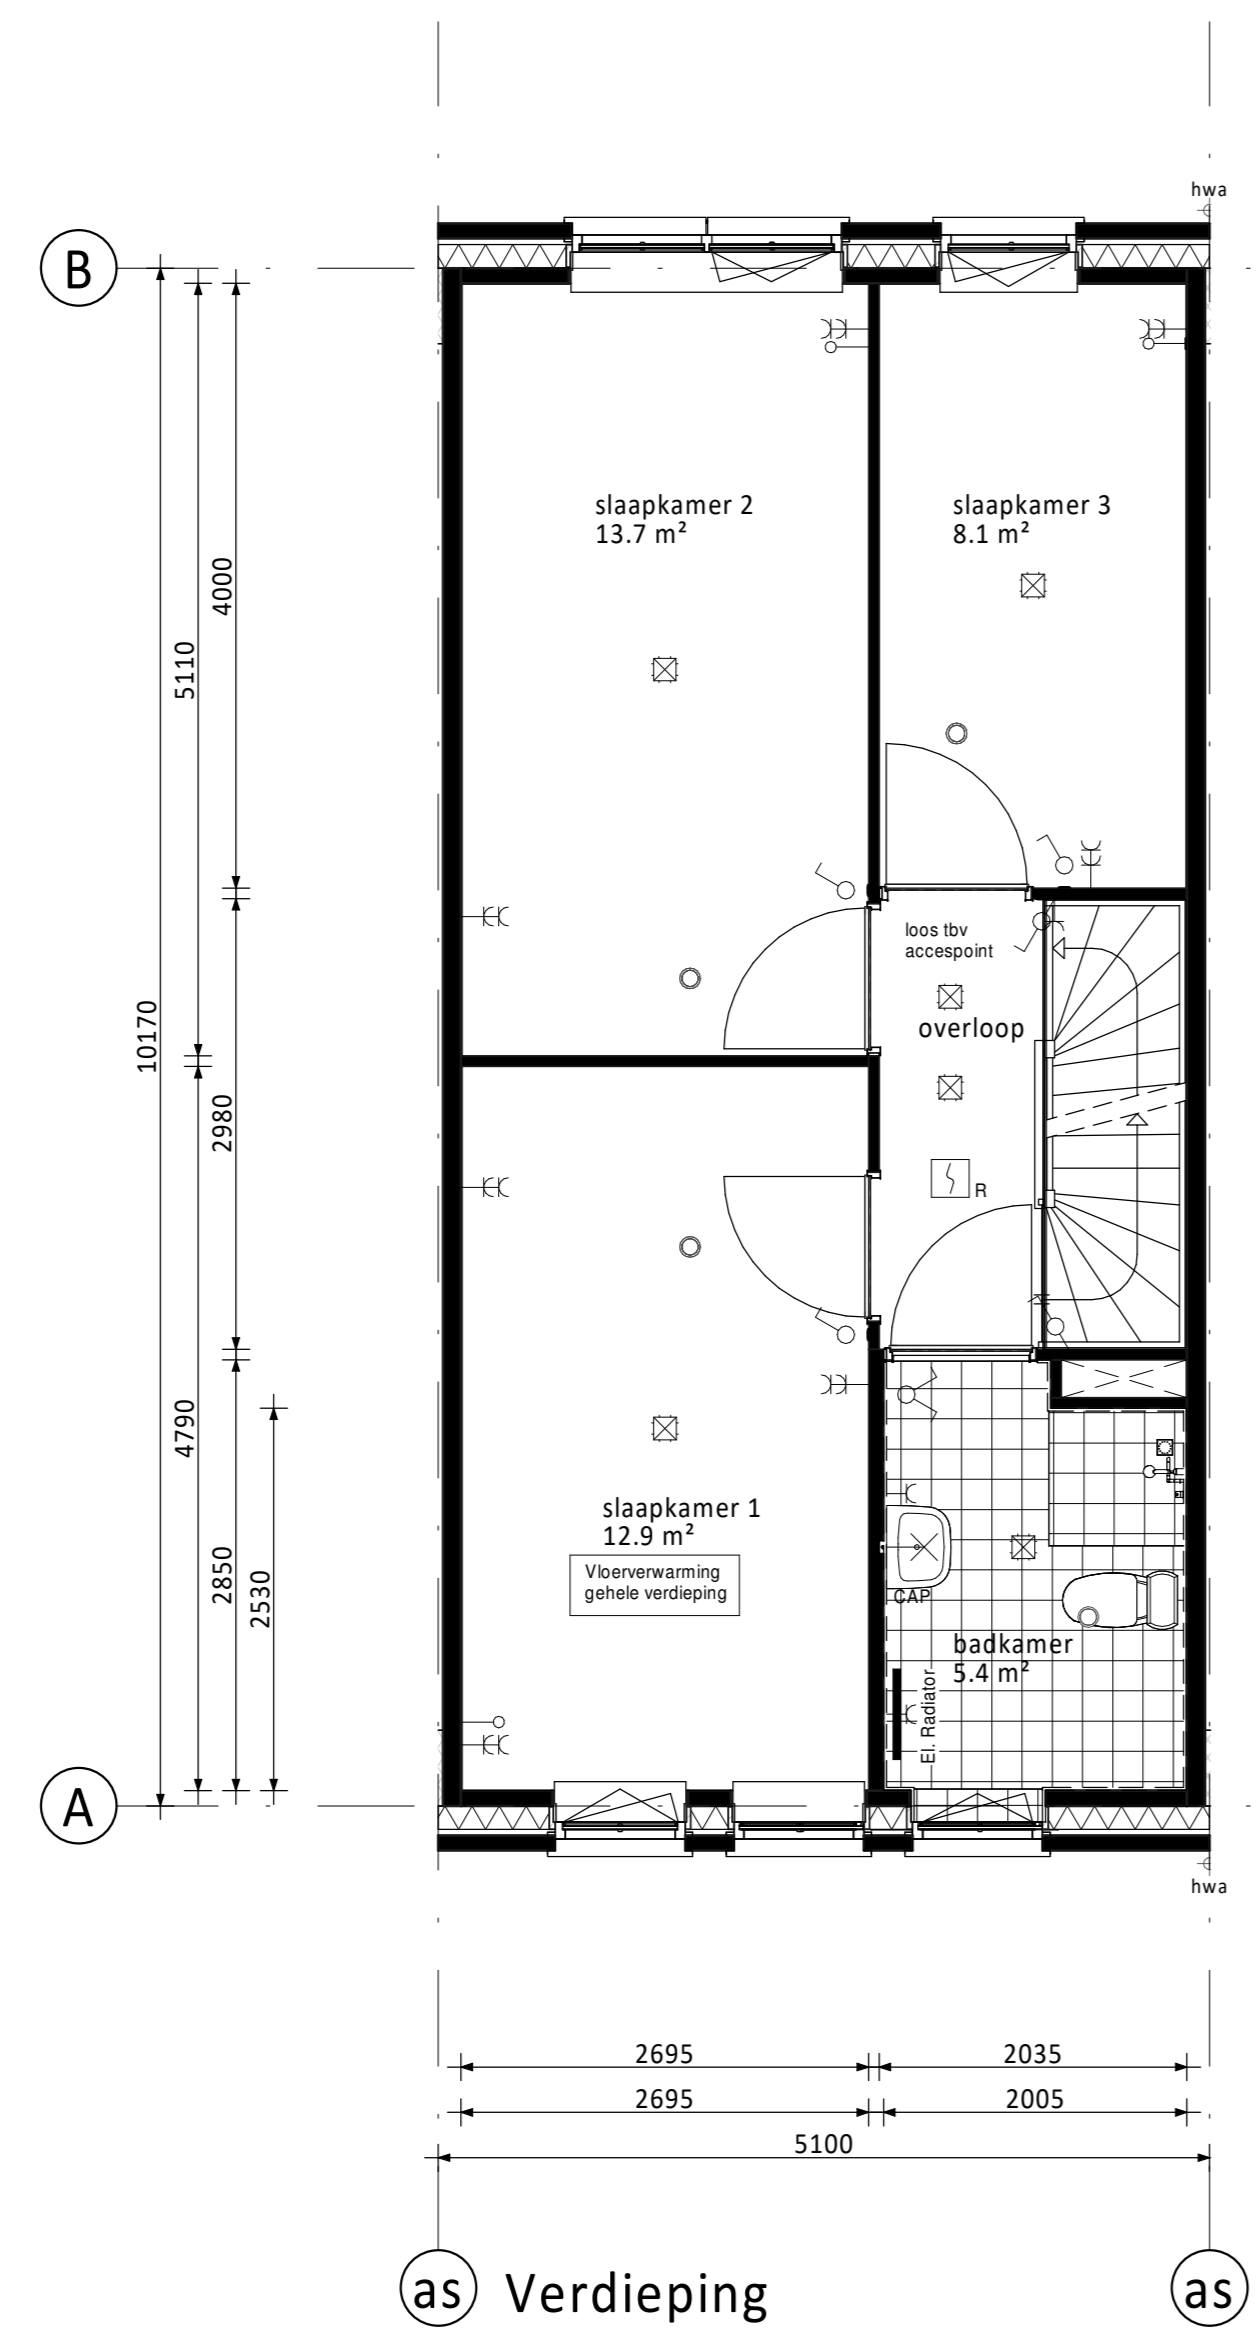 hwa
B
slaapkamer 2
13.7 m²
slaapkamer 3
8.1 m²
4000
5110
loos tbv
accespoint
overloop
10170
2980
R
4790
slaapkamer 1
12.9 m²
Vloerverwarming
gehele verdieping
2850
2530
CAP
badkamer
5.4 m²
El. Radiator
A
hwa
2695
2035
2695
2005
5100
as
Verdieping
as